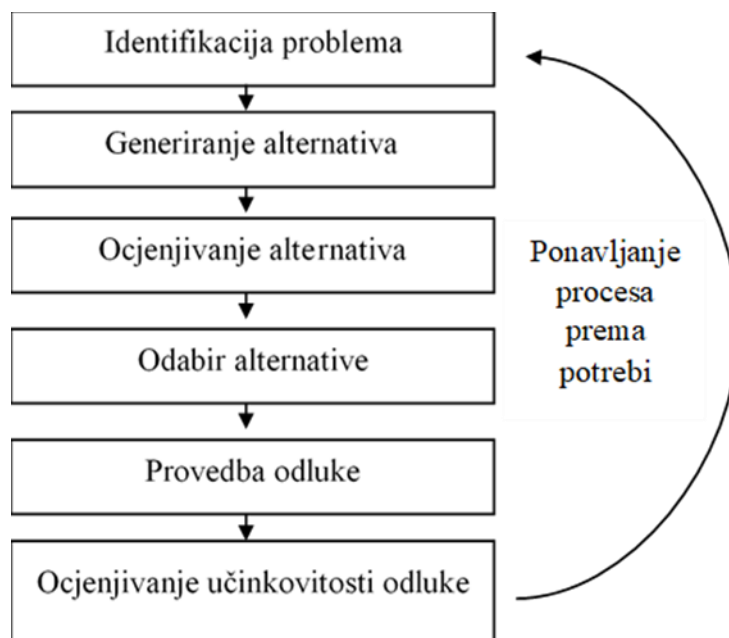 Identifikacija problema
Generiranje alternativa
Ocjenjivanje alternativa
Odabir alternative
Provedba odluke
Ocjenjivanje učinkovitosti odluke
Ponavljanje
procesa
prema
potrebi